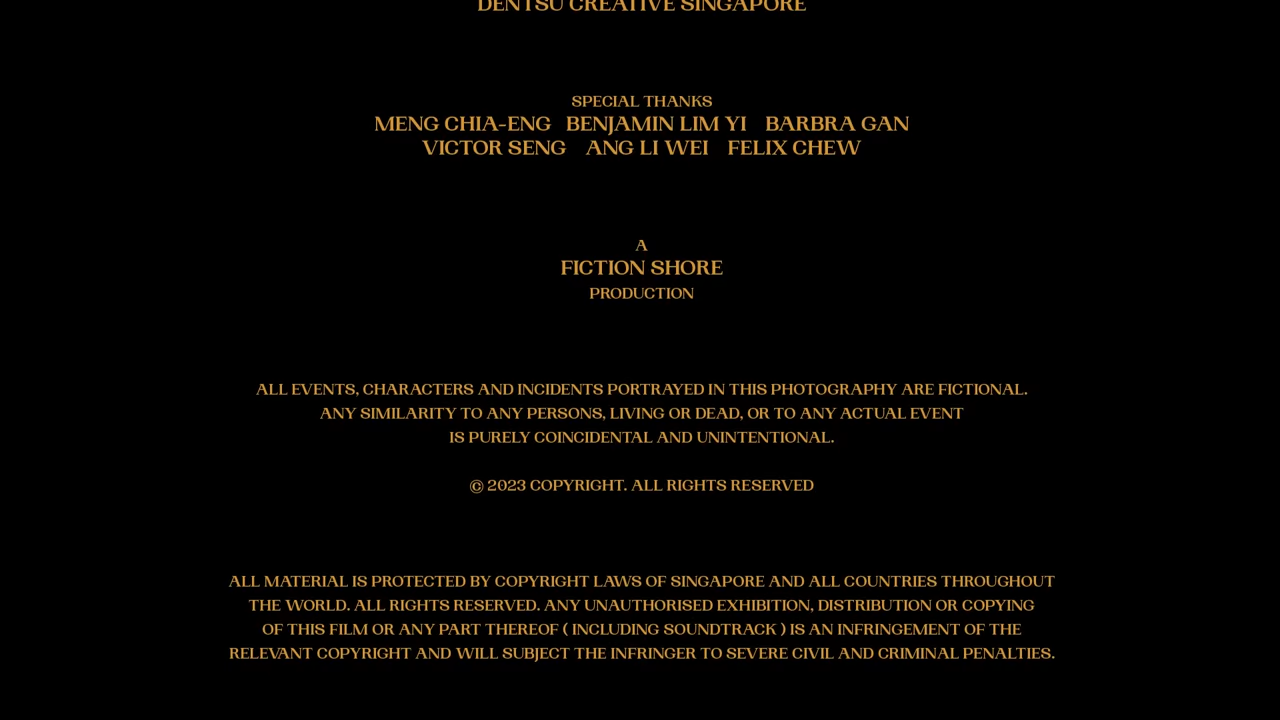 DENTSU CREATIVE SINGAPORE
SPECIAL THANKS
MENG CHIA-ENG BENJAMIN LIM YI BARBRA GAN
VICTOR SENG ANG LI WEI FELIX CHEW
A
FICTION SHORE
PRODUCTION
ALL EVENTS, CHARACTERS AND INCIDENTS PORTRAYED IN THIS PHOTOGRAPHY ARE FICTIONAL.
ANY SIMILARITY TO ANY PERSONS, LIVING OR DEAD, OR TO ANY ACTUAL EVENT
IS PURELY COINCIDENTAL AND UNINTENTIONAL.
© 2023 COPYRIGHT. ALL RIGHTS RESERVED
ALL MATERIAL IS PROTECTED BY COPYRIGHT LAWS OF SINGAPORE AND ALL COUNTRIES THROUGHOUT
THE WORLD. ALL RIGHTS RESERVED. ANY UNAUTHORISED EXHIBITION, DISTRIBUTION OR COPYING
OF THIS FILM OR ANY PART THEREOF ( INCLUDING SOUNDTRACK ) IS AN INFRINGEMENT OF THE
RELEVANT COPYRIGHT AND WILL SUBJECT THE INFRINGER TO SEVERE CIVIL AND CRIMINAL PENALTIES.